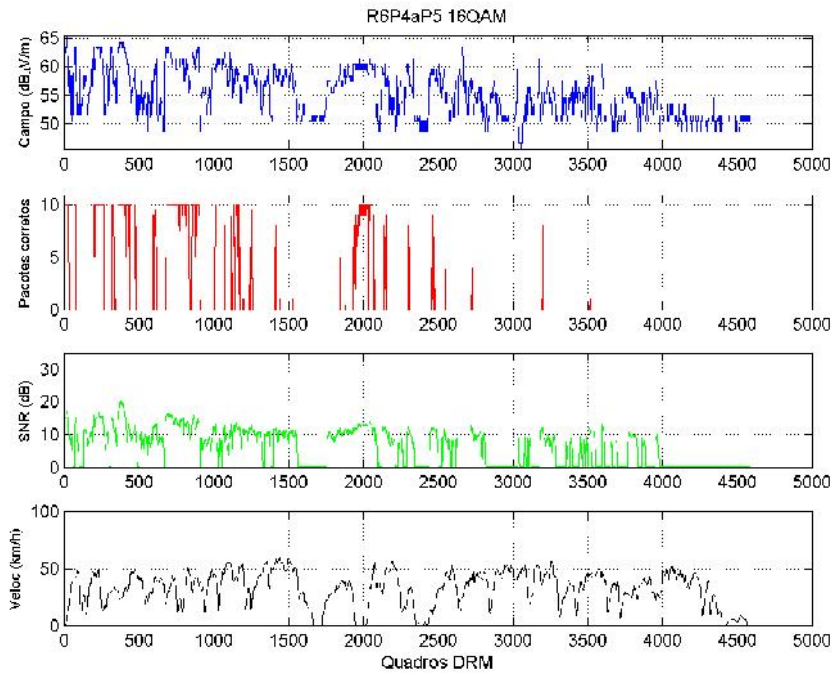 R6P4aP5 16QAM
Campo (dB,V/m)
65
60
55
50
0 500 1000 1500 2000 2500 3000 3500 4000 4500 5000
Pacotes corretos
10
5
0
0 500 1000 1500 2000 2500 3000 3500 4000 4500 5000
SNR (dB)
30
20
10
0
0 500 1000 1500 2000 2500 3000 3500 4000 4500 5000
Veloc (km/h)
100
50
0
0 500 1000 1500 2000 2500 3000 3500 4000 4500 5000
Quadros DRM